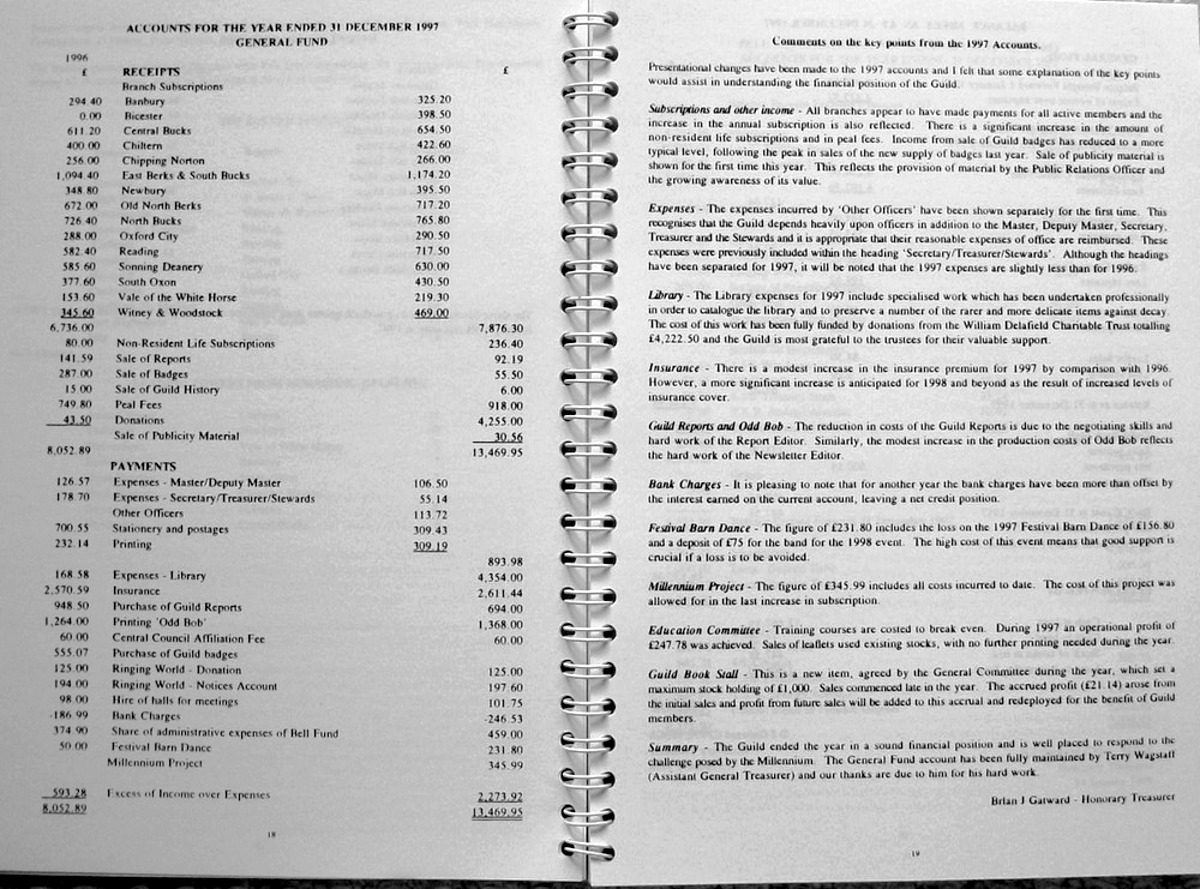 ACCOUNTS FOR THE YEAR ENDED 31 DECEMBER 1997
GENERAL FUND
1996
£ RECEIPTS £
Branch Subscriptions
294.40 Banbury 325.20
0.00 Bicester 398.50
611.20 Central Bucks 654.50
400.00 Chiltern 422.60
256.00 Chipping Norton 266.00
1,094.40 East Berks & South Bucks 1,174.20
348.80 Newbury 395.50
672.00 Old North Berks 717.20
726.40 North Bucks 765.80
288.00 Oxford City 290.50
582.40 Reading 717.50
585.60 Sonning Deanery 630.00
377.60 South Oxon 430.50
153.60 Vale of the White Horse 219.30
345.60 Witney & Woodstock 469.00
6,736.00 7,876.30
80.00 Non-Resident Life Subscriptions 236.40
141.59 Sale of Reports 92.19
287.00 Sale of Badges 55.50
15.00 Sale of Guild History 6.00
749.80 Peal Fees 918.00
43.50 Donations 4,255.00
Sale of Publicity Material 30.56
8,052.89 13,469.95
PAYMENTS
126.57 Expenses - Master/Deputy Master 106.50
178.70 Expenses - Secretary/Treasurer/Stewards 55.14
Other Officers 113.72
700.55 Stationery and postages 309.43
232.14 Printing 309.19
893.98
168.58 Expenses - Library 4,354.00
2,570.59 Insurance 2,611.44
948.50 Purchase of Guild Reports 694.00
1,264.00 Printing 'Odd Bob' 1,368.00
60.00 Central Council Affiliation Fee 60.00
555.07 Purchase of Guild badges
125.00 Ringing World - Donation 125.00
194.00 Ringing World - Notices Account 197.60
98.00 Hire of halls for meetings 101.75
-186.99 Bank Charges -246.53
374.90 Share of administrative expenses of Bell Fund 459.00
50.00 Festival Barn Dance 231.80
Millennium Project 345.99
593.28 Excess of Income over Expenses 2,273.92
8,052.89 13,469.95
18
Comments on the key points from the 1997 Accounts.
Presentational changes have been made to the 1997 accounts and I felt that some explanation of the key points
would assist in understanding the financial position of the Guild.
Subscriptions and other income - All branches appear to have made payments for all active members and the
increase in the annual subscription is also reflected. There is a significant increase in the amount of
non-resident life subscriptions and in peal fees. Income from sale of Guild badges has reduced to a more
typical level, following the peak in sales of the new supply of badges last year. Sale of publicity material is
shown for the first time this year. This reflects the provision of material by the Public Relations Officer and
the growing awareness of its value.
Expenses - The expenses incurred by 'Other Officers' have been shown separately for the first time. This
recognises that the Guild depends heavily upon officers in addition to the Master, Deputy Master, Secretary,
Treasurer and the Stewards and it is appropriate that their reasonable expenses of office are reimbursed. These
expenses were previously included within the heading 'Secretary/Treasurer/Stewards'. Although the headings
have been separated for 1997, it will be noted that the 1997 expenses are slightly less than for 1996.
Library - The Library expenses for 1997 include specialised work which has been undertaken professionally
in order to catalogue the library and to preserve a number of the rarer and more delicate items against decay.
The cost of this work has been fully funded by donations from the William Delafield Charitable Trust totalling
£4,222.50 and the Guild is most grateful to the trustees for their valuable support.
Insurance - There is a modest increase in the insurance premium for 1997 by comparison with 1996.
However, a more significant increase is anticipated for 1998 and beyond as the result of increased levels of
insurance cover.
Guild Reports and Odd Bob - The reduction in costs of the Guild Reports is due to the negotiating skills and
hard work of the Report Editor. Similarly, the modest increase in the production costs of Odd Bob reflects
the hard work of the Newsletter Editor.
Bank Charges - It is pleasing to note that for another year the bank charges have been more than offset by
the interest earned on the current account, leaving a net credit position.
Festival Barn Dance - The figure of £231.80 includes the loss on the 1997 Festival Barn Dance of £156.80
and a deposit of £75 for the band for the 1998 event. The high cost of this event means that good support is
crucial if a loss is to be avoided.
Millennium Project - The figure of £345.99 includes all costs incurred to date. The cost of this project was
allowed for in the last increase in subscription.
Education Committee - Training courses are costed to break even. During 1997 an operational profit of
£247.78 was achieved. Sales of leaflets used existing stocks, with no further printing needed during the year.
Guild Book Stall - This is a new item, agreed by the General Committee during the year, which set a
maximum stock holding of £1,000. Sales commenced late in the year. The accrued profit (£21.14) arose from
the initial sales and profit from future sales will be added to this accrual and redeployed for the benefit of Guild
members.
Summary - The Guild ended the year in a sound financial position and is well placed to respond to the
challenge posed by the Millennium. The General Fund account has been fully maintained by Terry Wagstaff
(Assistant General Treasurer) and our thanks are due to him for his hard work.
Brian J Gatward - Honorary Treasurer
19